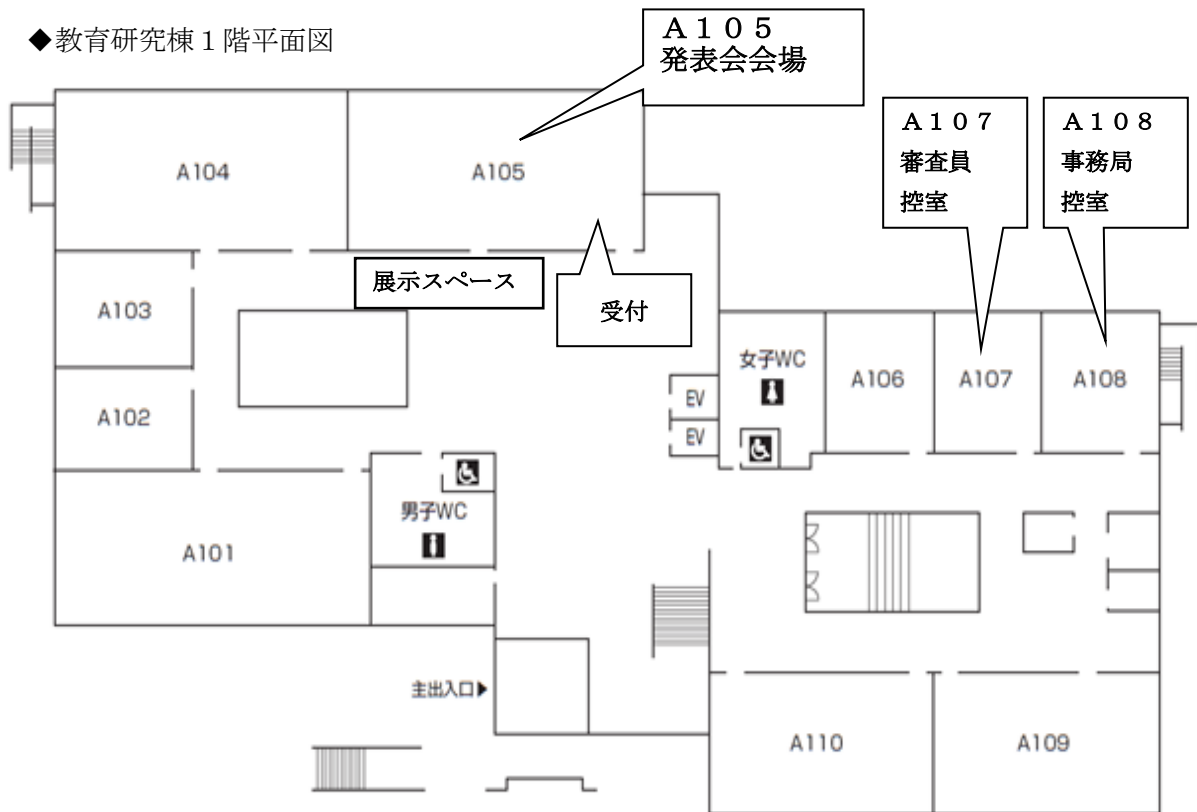 ◆教育研究棟１階平面図
Ａ１０５
発表会会場
Ａ１０７
審査員
控室
Ａ１０８
事務局
控室
A104
A105
展示スペース
受付
A103
A102
A101
男子WC
女子WC
EV
EV
A106
A107
A108
主出入口▶
A110
A109